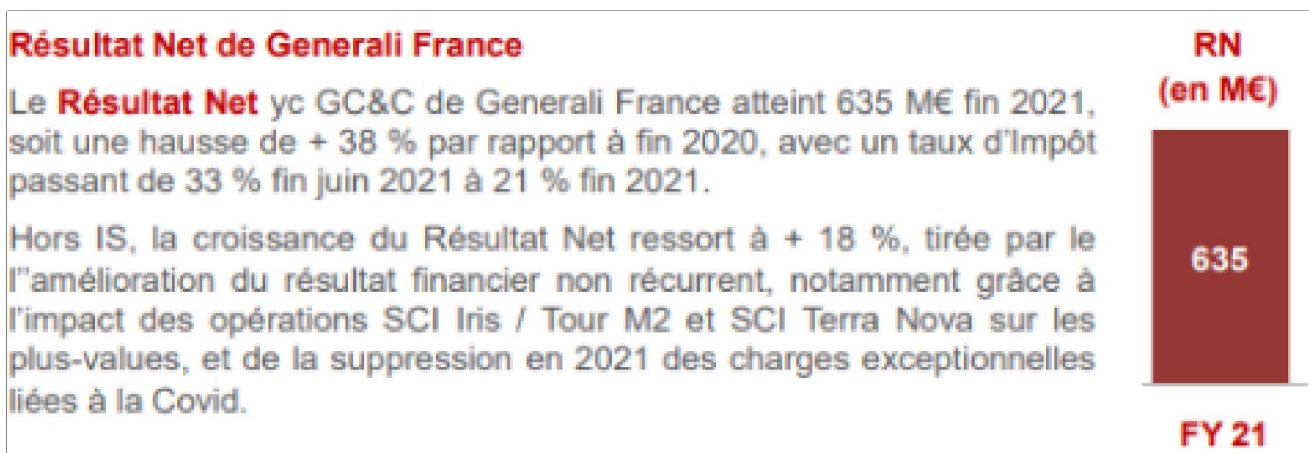 Résultat Net de Generali France
Le Résultat Net yc GC&C de Generali France atteint 635 M€ fin 2021,
soit une hausse de + 38 % par rapport à fin 2020, avec un taux d'Impôt
passant de 33 % fin juin 2021 à 21 % fin 2021.
Hors IS, la croissance du Résultat Net ressort à + 18 %, tirée par le
l''amélioration du résultat financier non récurrent, notamment grâce à
l'impact des opérations SCI Iris / Tour M2 et SCI Terra Nova sur les
plus-values, et de la suppression en 2021 des charges exceptionnelles
liées à la Covid.
RN
(en M€)
635
FY 21